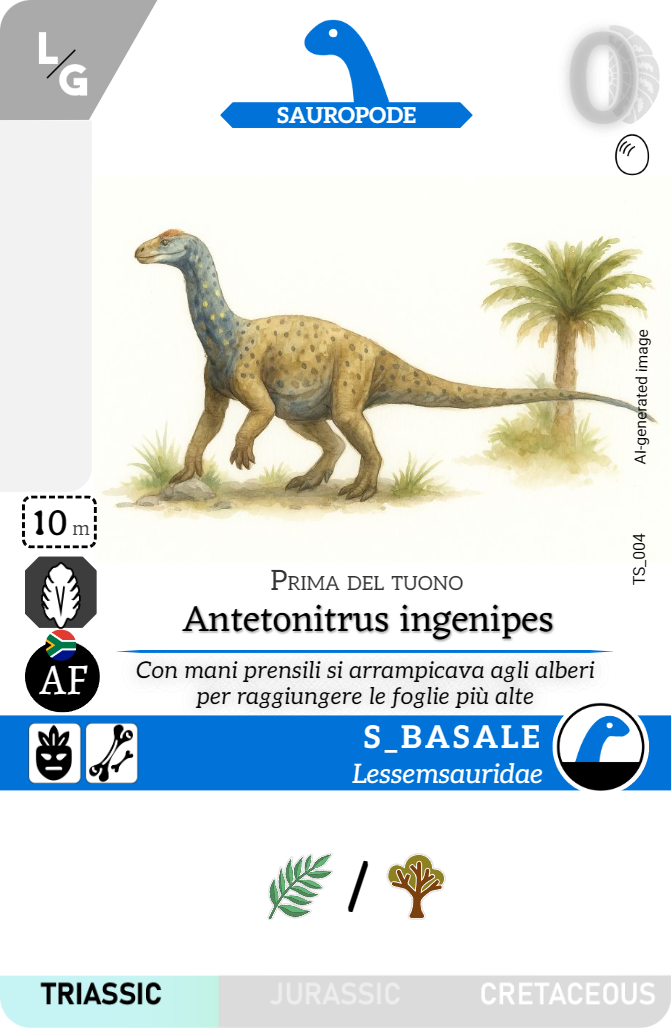 L/G
SAUROPODE
0
AI-generated image
10 m
TS_004
PRIMA DEL TUONO
Antetonitrus ingenipes
AF
Con mani prensili si arrampicava agli alberi
per raggiungere le foglie più alte
S_BASALE
Lessemsauridae
/
TRIASSIC JURASSIC CRETACEOUS